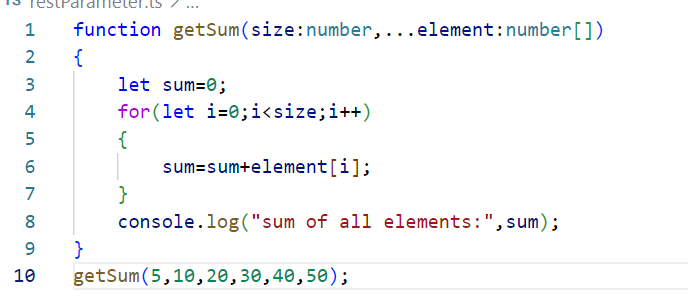 TS restParameter.ts > ...
1 function getSum(size:number,...element:number[])
2 {
3     let sum=0;
4     for(let i=0;i<size;i++)
5     {
6         sum=sum+element[i];
7     }
8     console.log("sum of all elements:",sum);
9 }
10 getSum(5,10,20,30,40,50);